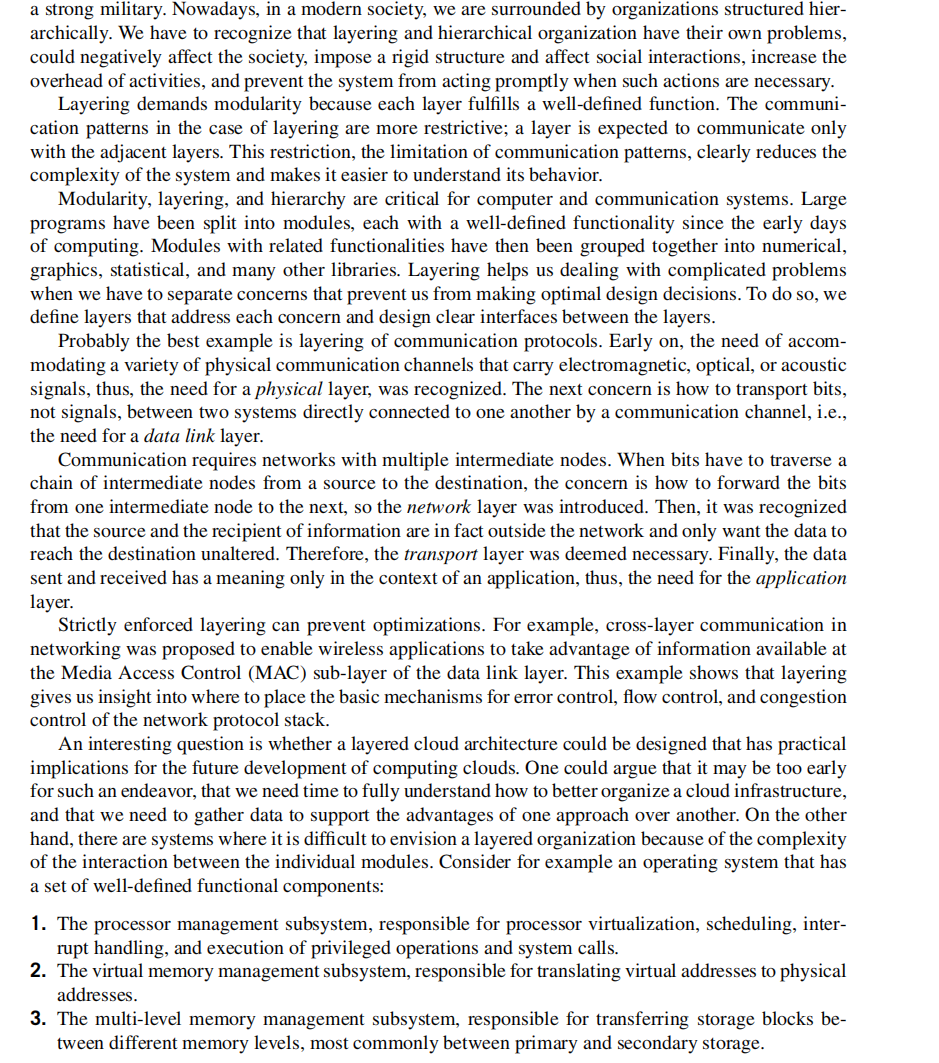 a strong military. Nowadays, in a modern society, we are surrounded by organizations structured hier-
archically. We have to recognize that layering and hierarchical organization have their own problems,
could negatively affect the society, impose a rigid structure and affect social interactions, increase the
overhead of activities, and prevent the system from acting promptly when such actions are necessary.
Layering demands modularity because each layer fulfills a well-defined function. The communi-
cation patterns in the case of layering are more restrictive; a layer is expected to communicate only
with the adjacent layers. This restriction, the limitation of communication patterns, clearly reduces the
complexity of the system and makes it easier to understand its behavior.
Modularity, layering, and hierarchy are critical for computer and communication systems. Large
programs have been split into modules, each with a well-defined functionality since the early days
of computing. Modules with related functionalities have then been grouped together into numerical,
graphics, statistical, and many other libraries. Layering helps us dealing with complicated problems
when we have to separate concerns that prevent us from making optimal design decisions. To do so, we
define layers that address each concern and design clear interfaces between the layers.
Probably the best example is layering of communication protocols. Early on, the need of accom-
modating a variety of physical communication channels that carry electromagnetic, optical, or acoustic
signals, thus, the need for a physical layer, was recognized. The next concern is how to transport bits,
not signals, between two systems directly connected to one another by a communication channel, i.e.,
the need for a data link layer.
Communication requires networks with multiple intermediate nodes. When bits have to traverse a
chain of intermediate nodes from a source to the destination, the concern is how to forward the bits
from one intermediate node to the next, so the network layer was introduced. Then, it was recognized
that the source and the recipient of information are in fact outside the network and only want the data to
reach the destination unaltered. Therefore, the transport layer was deemed necessary. Finally, the data
sent and received has a meaning only in the context of an application, thus, the need for the application
layer.
Strictly enforced layering can prevent optimizations. For example, cross-layer communication in
networking was proposed to enable wireless applications to take advantage of information available at
the Media Access Control (MAC) sub-layer of the data link layer. This example shows that layering
gives us insight into where to place the basic mechanisms for error control, flow control, and congestion
control of the network protocol stack.
An interesting question is whether a layered cloud architecture could be designed that has practical
implications for the future development of computing clouds. One could argue that it may be too early
for such an endeavor, that we need time to fully understand how to better organize a cloud infrastructure,
and that we need to gather data to support the advantages of one approach over another. On the other
hand, there are systems where it is difficult to envision a layered organization because of the complexity
of the interaction between the individual modules. Consider for example an operating system that has
a set of well-defined functional components:
1. The processor management subsystem, responsible for processor virtualization, scheduling, inter-
rupt handling, and execution of privileged operations and system calls.
2. The virtual memory management subsystem, responsible for translating virtual addresses to physical
addresses.
3. The multi-level memory management subsystem, responsible for transferring storage blocks be-
tween different memory levels, most commonly between primary and secondary storage.